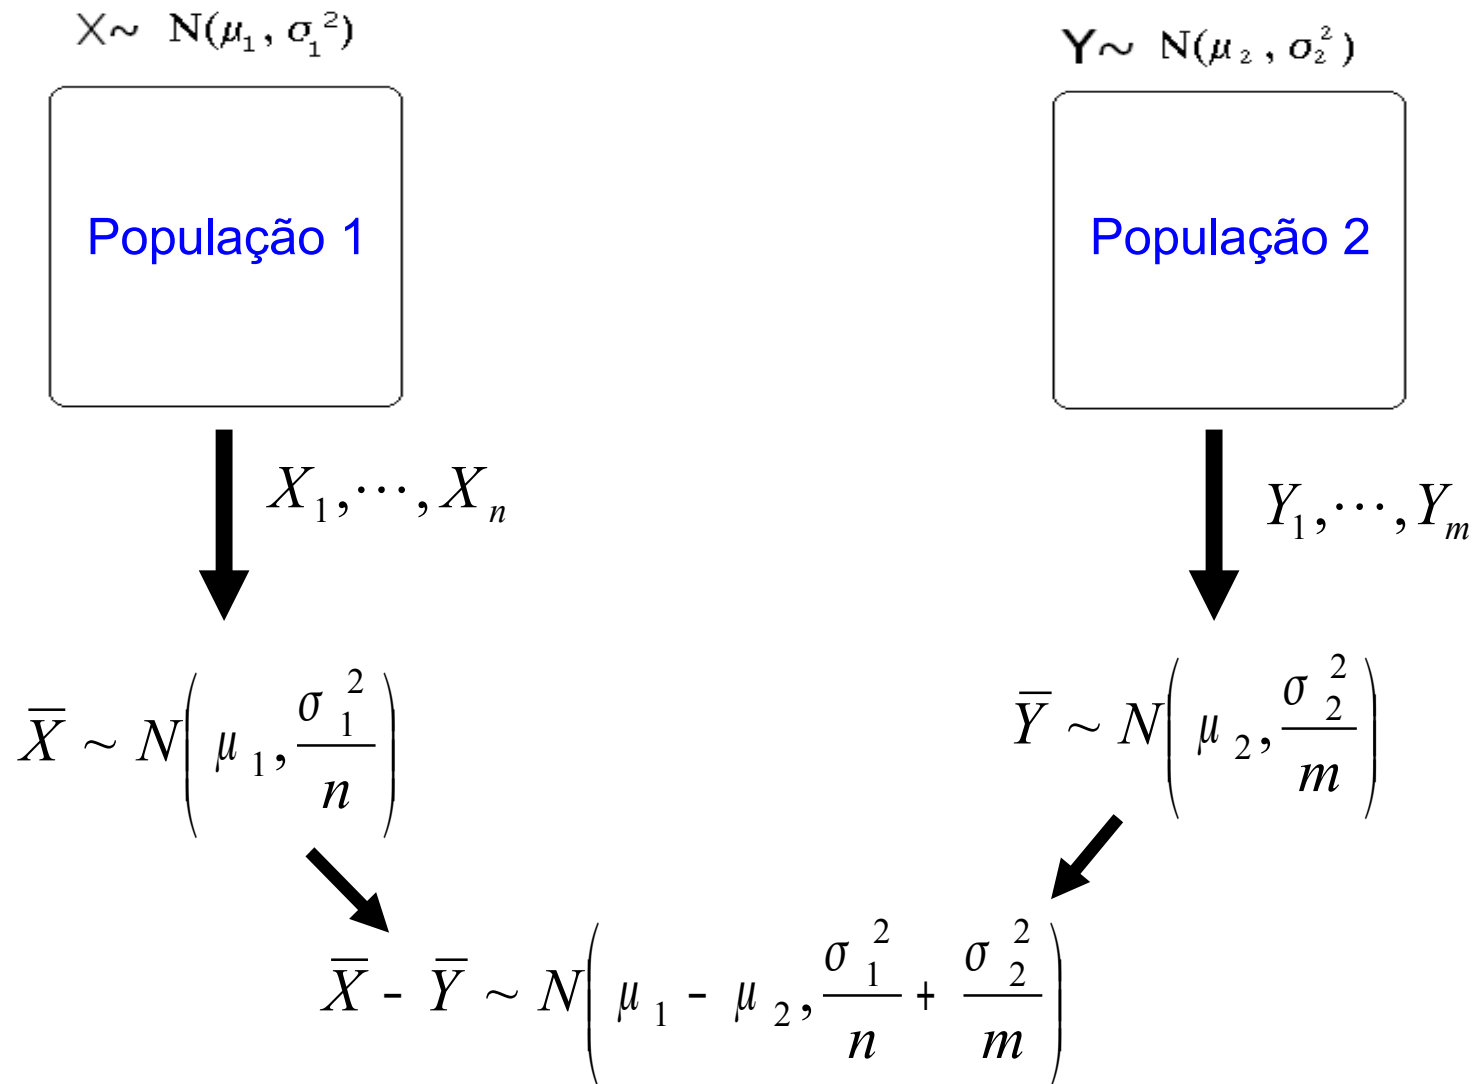 X~ N(μ₁, σ₁²)
Y~ N(μ₂, σ₂²)
População 1
População 2
X₁,⋯,Xₙ
Y₁,⋯,Yₘ
X̅ ~ N(μ₁, σ₁²/n)
Y̅ ~ N(μ₂, σ₂²/m)
X̅ - Y̅ ~ N(μ₁ - μ₂, σ₁²/n + σ₂²/m)